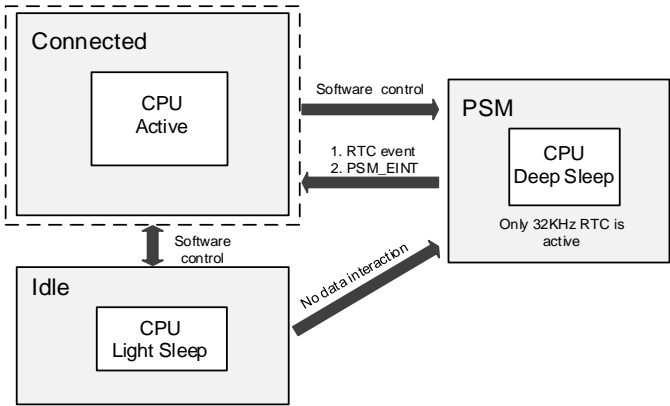 Connected
CPU
Active
Software control
PSM
1. RTC event
2. PSM_EINT
CPU
Deep Sleep
Only 32KHz RTC is
active
Software
control
No data interaction
Idle
CPU
Light Sleep